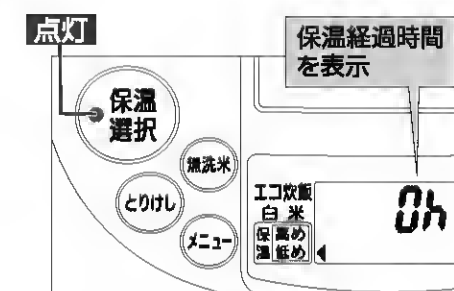 点灯
保温経過時間
を表示
保温
選択
無洗米
とりけし
メニュー
エコ炊飯
白米
保温 高め
低め
0h